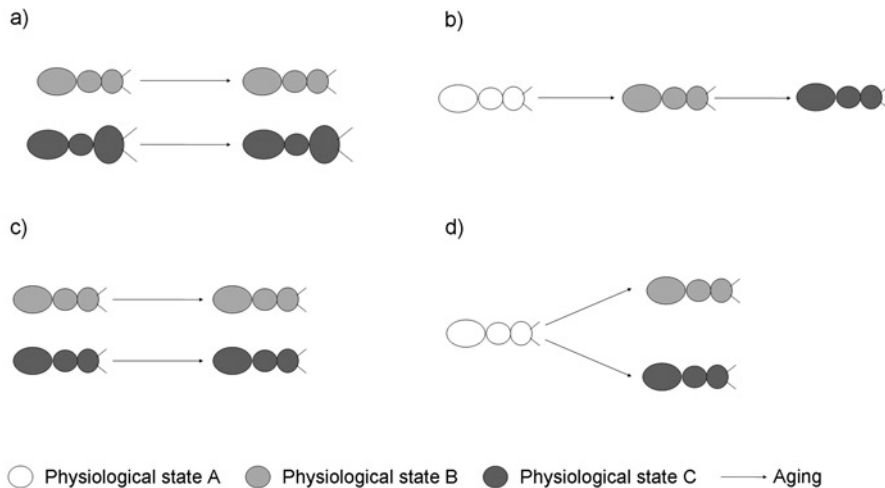 a)
b)
c)
d)
Physiological state A Physiological state B Physiological state C Aging